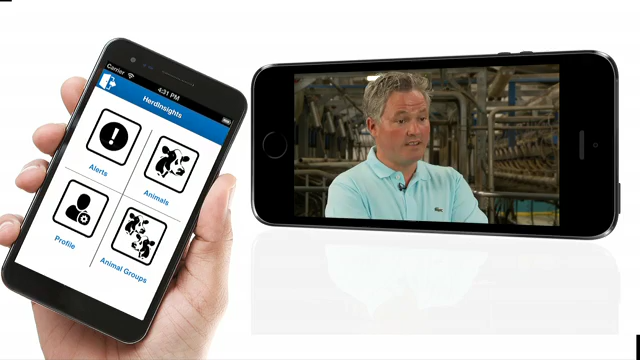 Carrier
4:31 PM
HerdInsights
Alerts
Animals
Profile
Animal Groups